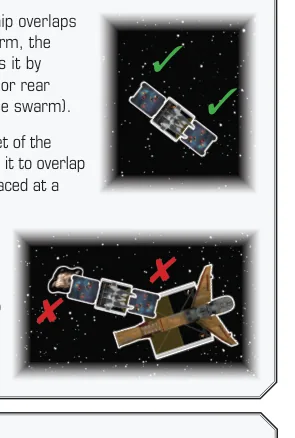 ip overlaps
rm, the
s it by
or rear
e swarm).
et of the
it to overlap
aced at a